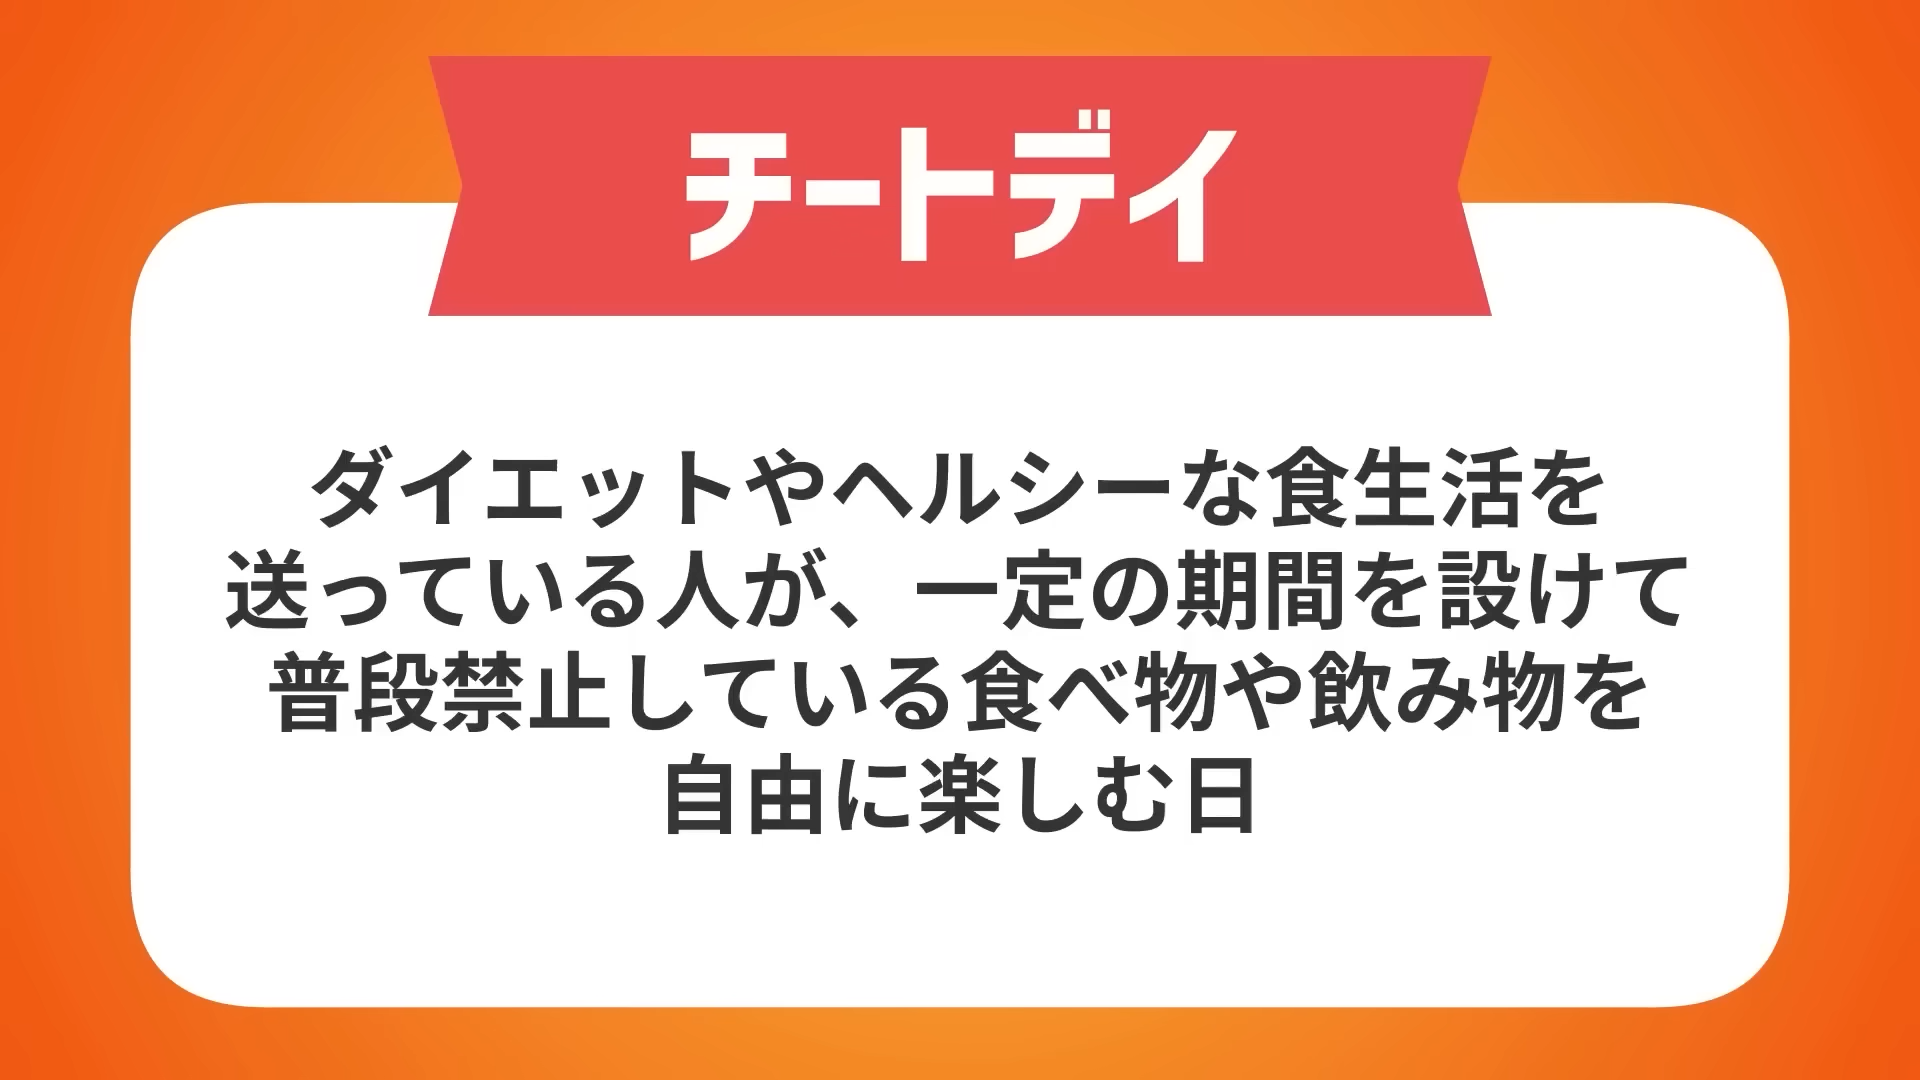 チートデイ
ダイエットやヘルシーな食生活を
送っている人が、一定の期間を設けて
普段禁止している食べ物や飲み物を
自由に楽しむ日